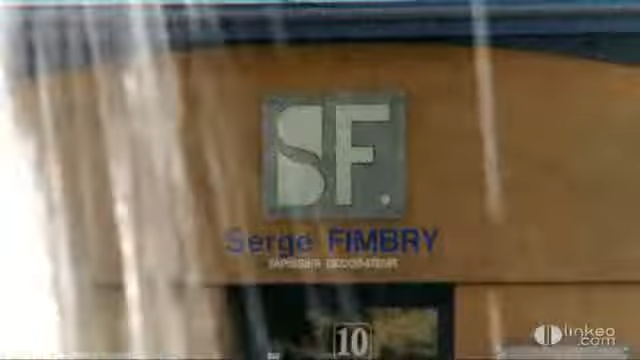 SF.
Serge FIMBRY
TAPISSIER DECORATEUR
10
linkeo
.com